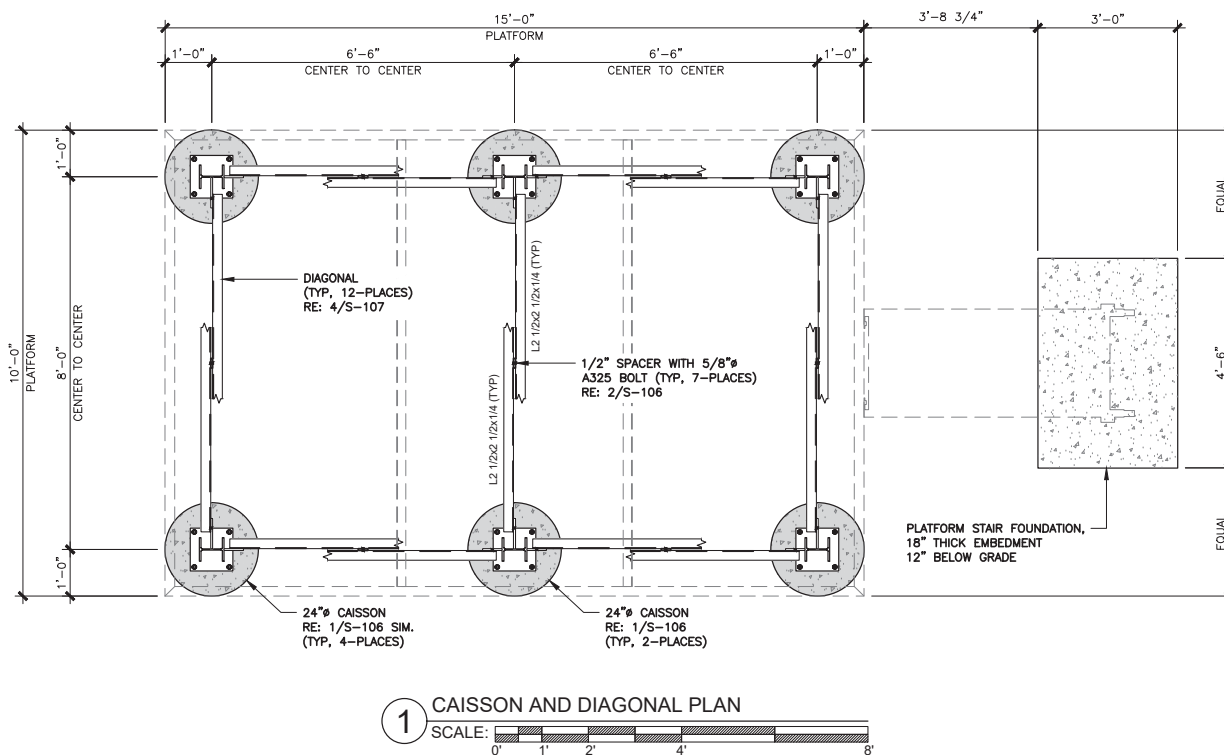 15'-0"
PLATFORM
3'-8 3/4"
3'-0"
1'-0"
6'-6"
CENTER TO CENTER
6'-6"
CENTER TO CENTER
1'-0"
10'-0"
PLATFORM
1'-0"
8'-0"
CENTER TO CENTER
1'-0"
DIAGONAL
(TYP, 12-PLACES)
RE: 4/S-107
L2 1/2x2 1/2x1/4 (TYP)
L2 1/2x2 1/2x1/4 (TYP)
1/2" SPACER WITH 5/8"ø
A325 BOLT (TYP, 7-PLACES)
RE: 2/S-106
EQUAL
4'-6"
EQUAL
PLATFORM STAIR FOUNDATION,
18" THICK EMBEDMENT
12" BELOW GRADE
24"ø CAISSON
RE: 1/S-106 SIM.
(TYP, 4-PLACES)
24"ø CAISSON
RE: 1/S-106
(TYP, 2-PLACES)
1 CAISSON AND DIAGONAL PLAN
SCALE:
0' 1' 2' 4' 8'